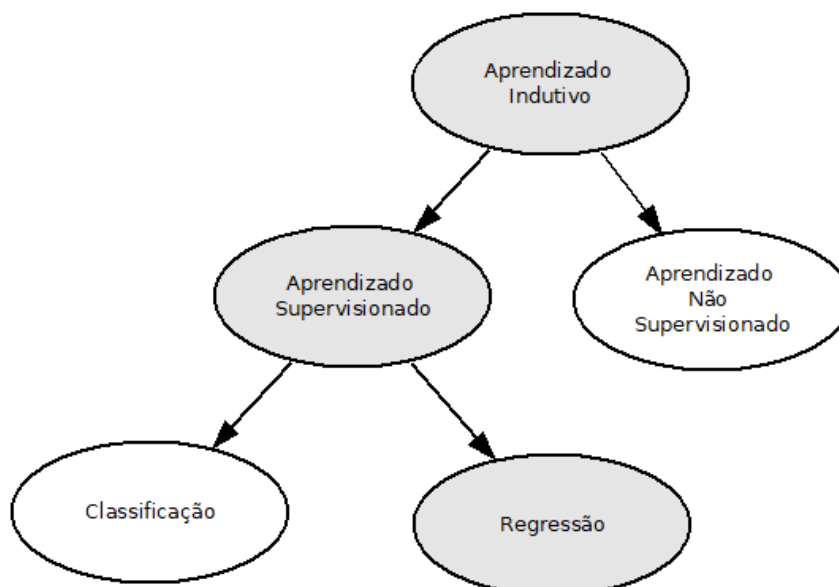 Aprendizado
Indutivo
Aprendizado
Supervisionado
Aprendizado
Não
Supervisionado
Classificação
Regressão